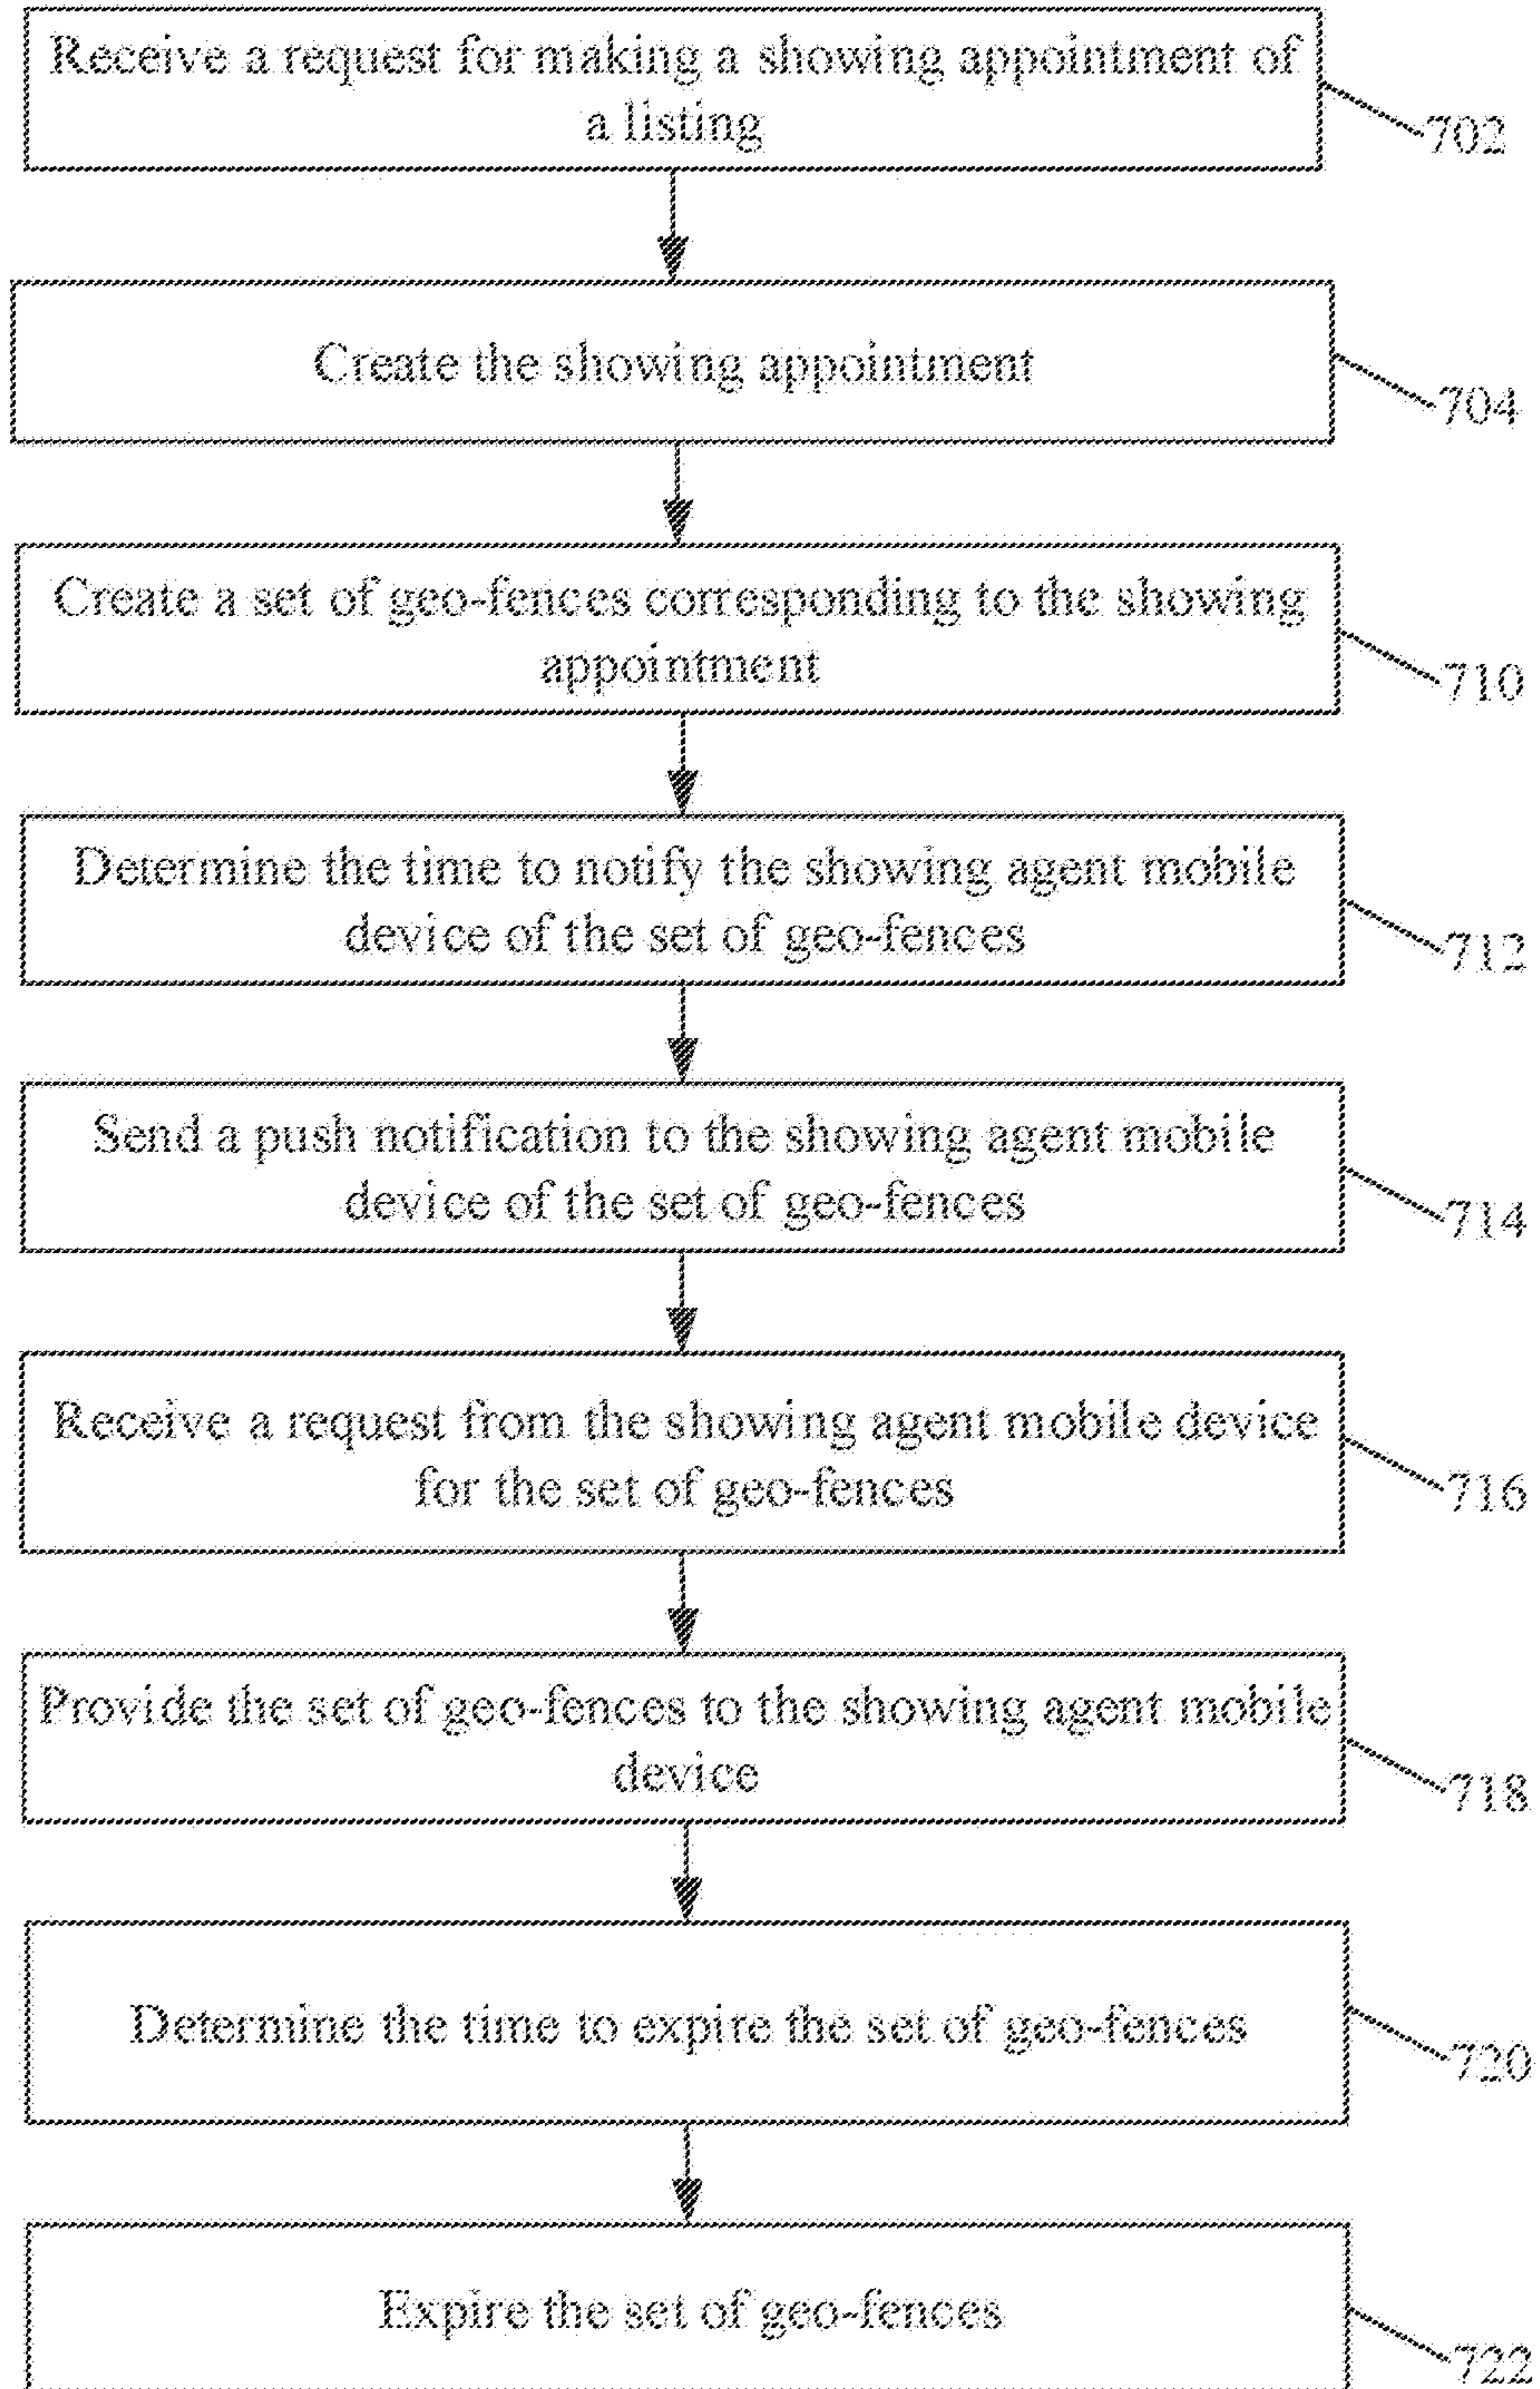 Receive a request for making a showing appointment of
a listing
702
Create the showing appointment
704
Create a set of geo-fences corresponding to the showing
appointment
710
Determine the time to notify the showing agent mobile
device of the set of geo-fences
712
Send a push notification to the showing agent mobile
device of the set of geo-fences
714
Receive a request from the showing agent mobile device
for the set of geo-fences
716
Provide the set of geo-fences to the showing agent mobile
device
718
Determine the time to expire the set of geo-fences
720
Expire the set of geo-fences
722